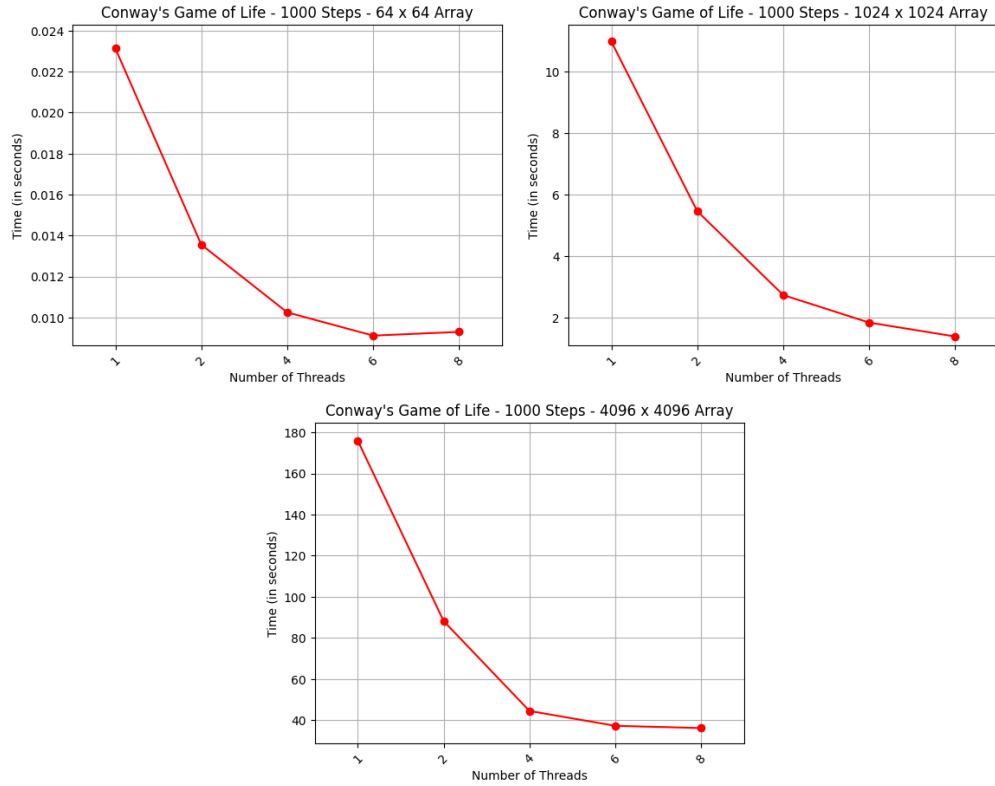 Conway's Game of Life - 1000 Steps - 64 x 64 Array
0.024
0.022
0.020
0.018
0.016
0.014
0.012
0.010
Time (in seconds)
1 2 4 6 8
Number of Threads
Conway's Game of Life - 1000 Steps - 1024 x 1024 Array
10
8
6
4
2
Time (in seconds)
1 2 4 6 8
Number of Threads
Conway's Game of Life - 1000 Steps - 4096 x 4096 Array
180
160
140
120
100
80
60
40
Time (in seconds)
1 2 4 6 8
Number of Threads